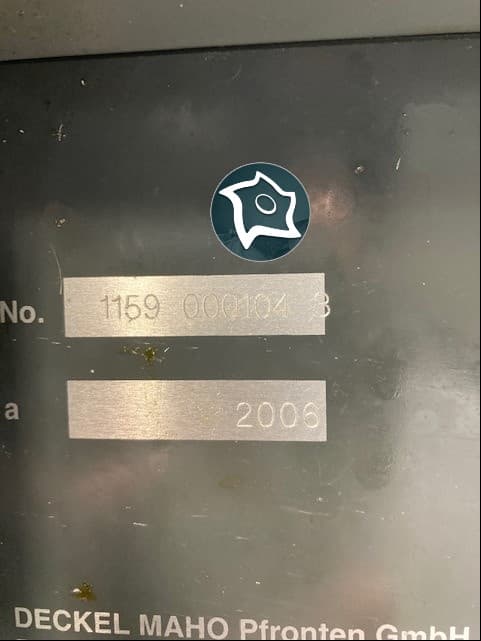 No. 1159 000104 3
a 2006
DECKEL MAHO Pfronten GmbH